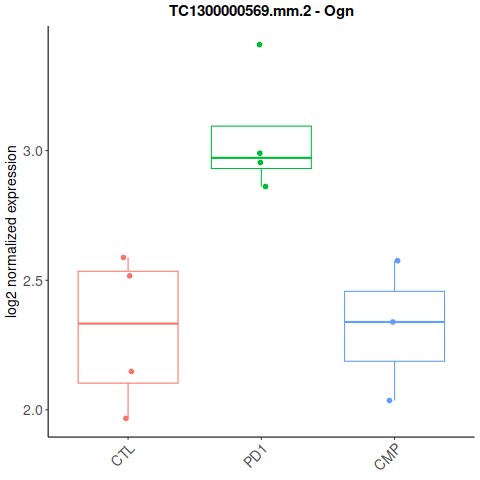 TC1300000569.mm.2 - Ogn
log2 normalized expression
3.0
2.5
2.0
CTL
PD1
CMP